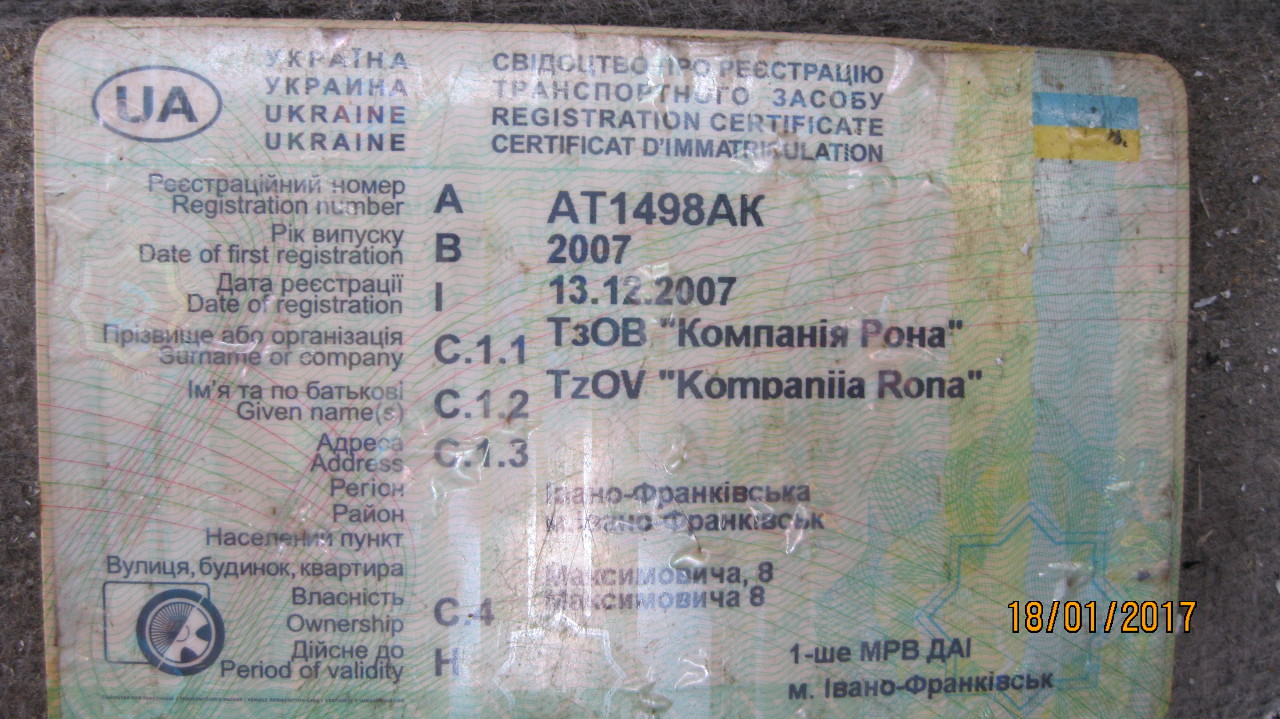 UA
УКРАЇНА
УКРАИНА
UKRAINE
UKRAINE
СВІДОЦТВО ПРО РЕЄСТРАЦІЮ
ТРАНСПОРТНОГО ЗАСОБУ
REGISTRATION CERTIFICATE
CERTIFICAT D'IMMATRIKULATION
Реєстраційний номер
Registration number
A
АТ1498АК
Рік випуску
Date of first registration
B
2007
Дата реєстрації
Date of registration
I
13.12.2007
Прізвище або організація
Surname or company
C.1.1
ТзОВ "Компанія Рона"
Ім'я та по батькові
Given name(s)
C.1.2
TzOV "Kompaniia Rona"
Адреса
Address
C.1.3
Регіон
Івано-Франківська
Район
м. Івано-Франківськ
Населений пункт
Вулиця, будинок, квартира
Максимовича, 8
Власність
Ownership
C.4
Максимовича 8
Дійсне до
Period of validity
H
1-ше МРВ ДАІ
м. Івано-Франківськ
18/01/2017